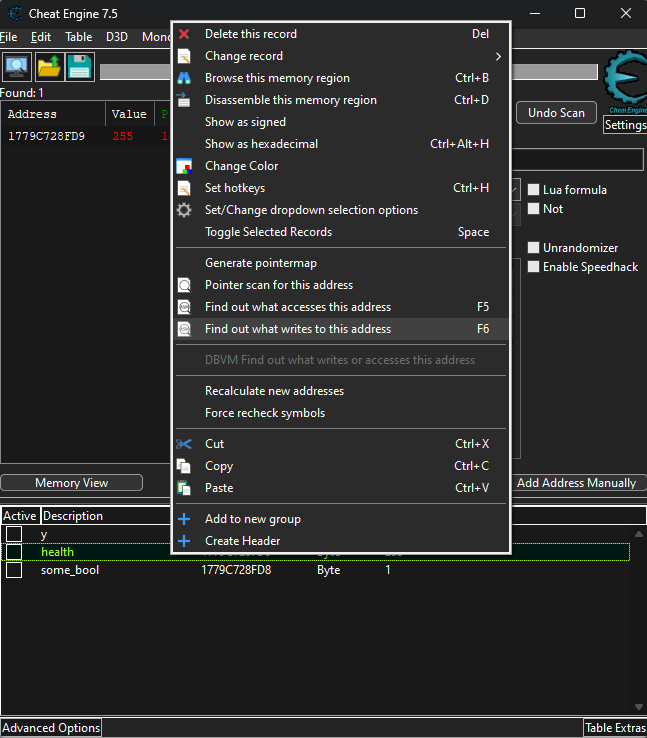 Cheat Engine 7.5
File Edit Table D3D Mono
Found: 1
Address Value P
1779C728FD9 255 1
Delete this record Del
Change record
Browse this memory region Ctrl+B
Disassemble this memory region Ctrl+D
Show as signed
Show as hexadecimal Ctrl+Alt+H
Change Color
Set hotkeys Ctrl+H
Set/Change dropdown selection options
Toggle Selected Records Space
Generate pointermap
Pointer scan for this address
Find out what accesses this address F5
Find out what writes to this address F6
DBVM Find out what writes or accesses this address
Recalculate new addresses
Force recheck symbols
Cut Ctrl+X
Copy Ctrl+C
Paste Ctrl+V
Add to new group
Create Header
Cheat Engine
Undo Scan
Settings
Lua formula
Not
Unrandomizer
Enable Speedhack
Memory View
Add Address Manually
Active Description
y
health
some_bool 1779C728FD8 Byte 1
Advanced Options Table Extras